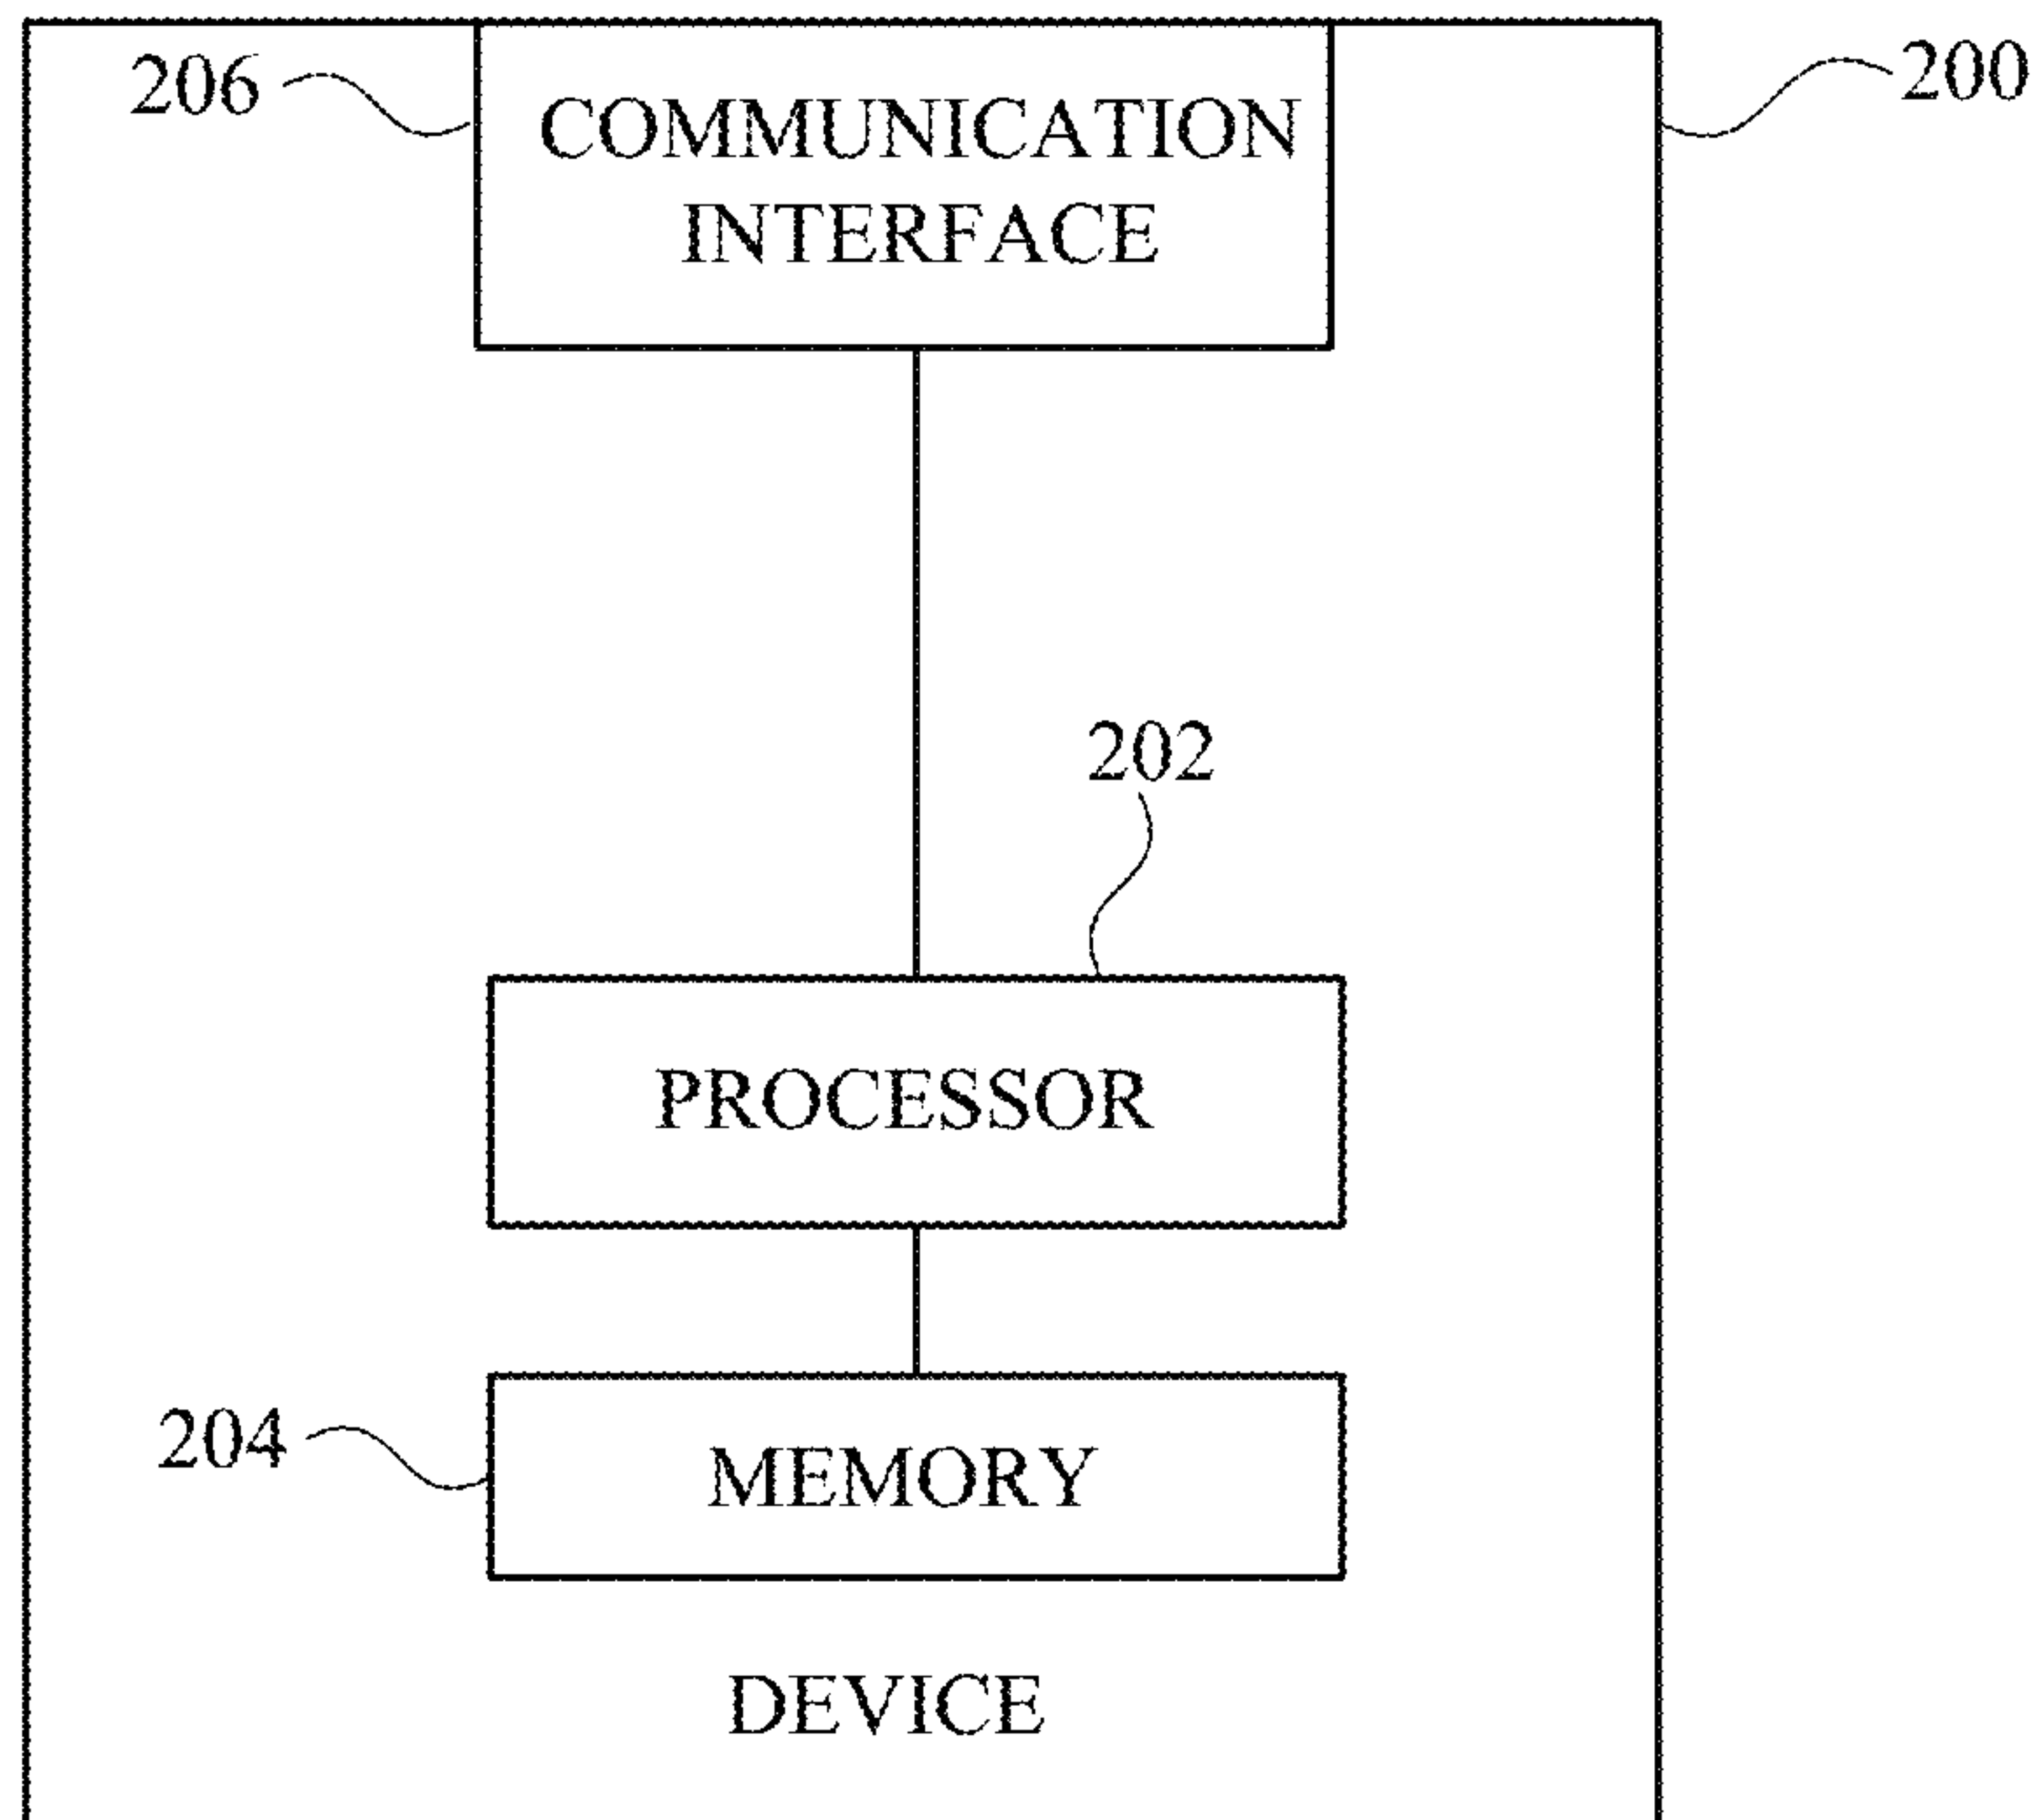 206
200
COMMUNICATION
INTERFACE
202
PROCESSOR
204
MEMORY
DEVICE